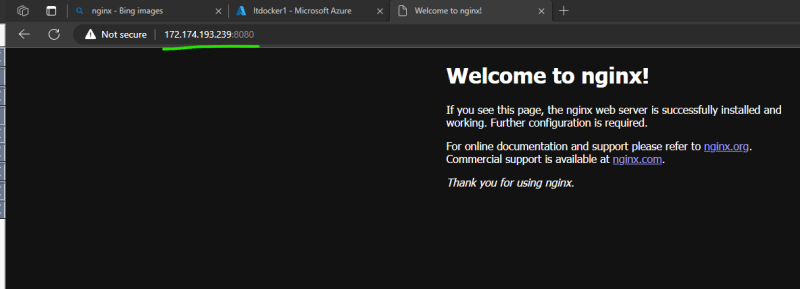 nginx - Bing images
ltdocker1 - Microsoft Azure
Welcome to nginx!
Not secure
172.174.193.239:8080
Welcome to nginx!
If you see this page, the nginx web server is successfully installed and
working. Further configuration is required.
For online documentation and support please refer to nginx.org.
Commercial support is available at nginx.com.
Thank you for using nginx.